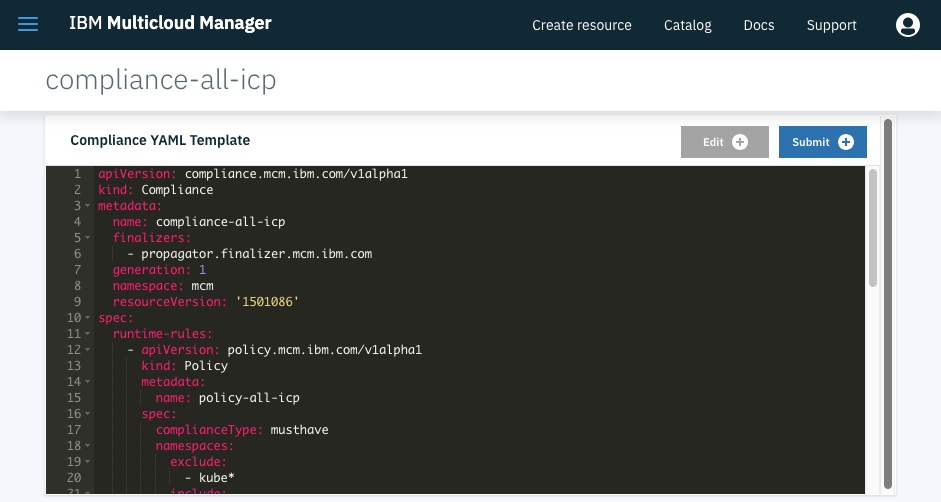 IBM Multicloud Manager Create resource Catalog Docs Support
compliance-all-icp
Compliance YAML Template Edit Submit
1 apiVersion: compliance.mcm.ibm.com/v1alpha1
2 kind: Compliance
3 metadata:
4 name: compliance-all-icp
5 finalizers:
6 - propagator.finalizer.mcm.ibm.com
7 generation: 1
8 namespace: mcm
9 resourceVersion: '1501086'
10 spec:
11 runtime-rules:
12 - apiVersion: policy.mcm.ibm.com/v1alpha1
13 kind: Policy
14 metadata:
15 name: policy-all-icp
16 spec:
17 complianceType: musthave
18 namespaces:
19 exclude:
20 - kube*
21 include: